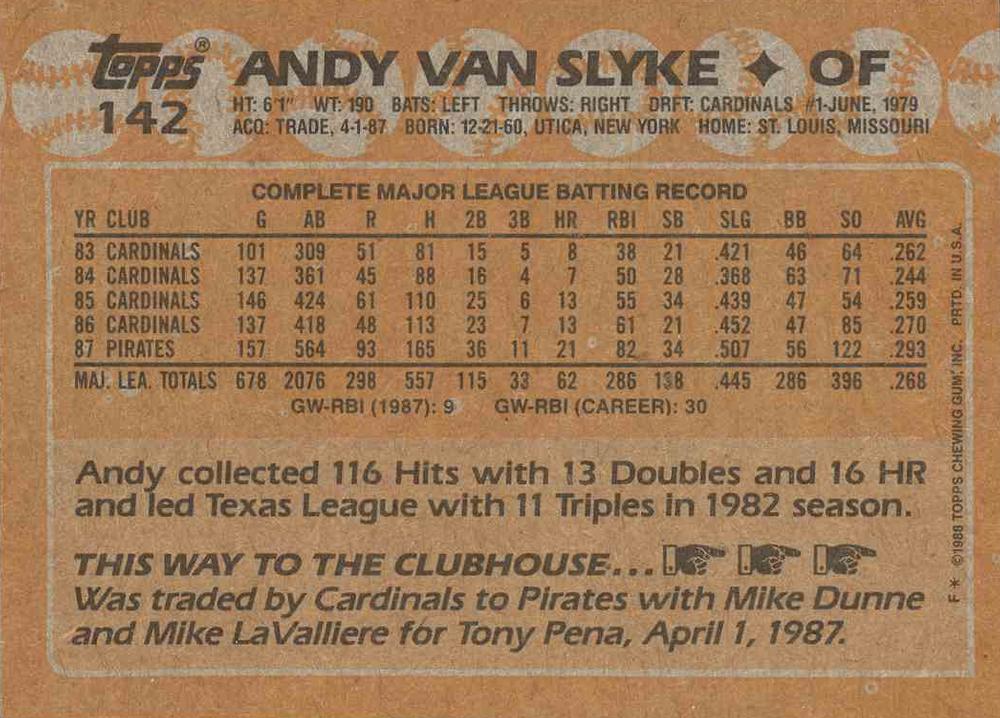 topps® ANDY VAN SLYKE ✦ OF
142 HT: 6'1" WT: 190 BATS: LEFT THROWS: RIGHT DRFT: CARDINALS #1-JUNE, 1979
ACQ: TRADE, 4-1-87 BORN: 12-21-60, UTICA, NEW YORK HOME: ST. LOUIS, MISSOURI
COMPLETE MAJOR LEAGUE BATTING RECORD
YR CLUB G AB R H 2B 3B HR RBI SB SLG BB SO AVG
83 CARDINALS 101 309 51 81 15 5 8 38 21 .421 46 64 .262
84 CARDINALS 137 361 45 88 16 4 7 50 28 .368 63 71 .244
85 CARDINALS 146 424 61 110 25 6 13 55 34 .439 47 54 .259
86 CARDINALS 137 418 48 113 23 7 13 61 21 .452 47 85 .270
87 PIRATES 157 564 93 165 36 11 21 82 34 .507 56 122 .293
MAJ. LEA. TOTALS 678 2076 298 557 115 33 62 286 138 .445 286 396 .268
GW-RBI (1987): 9 GW-RBI (CAREER): 30
Andy collected 116 Hits with 13 Doubles and 16 HR
and led Texas League with 11 Triples in 1982 season.
THIS WAY TO THE CLUBHOUSE...
Was traded by Cardinals to Pirates with Mike Dunne
and Mike LaValliere for Tony Pena, April 1, 1987.
F* ©1988 TOPPS CHEWING GUM, INC. PRTD. IN U.S.A.